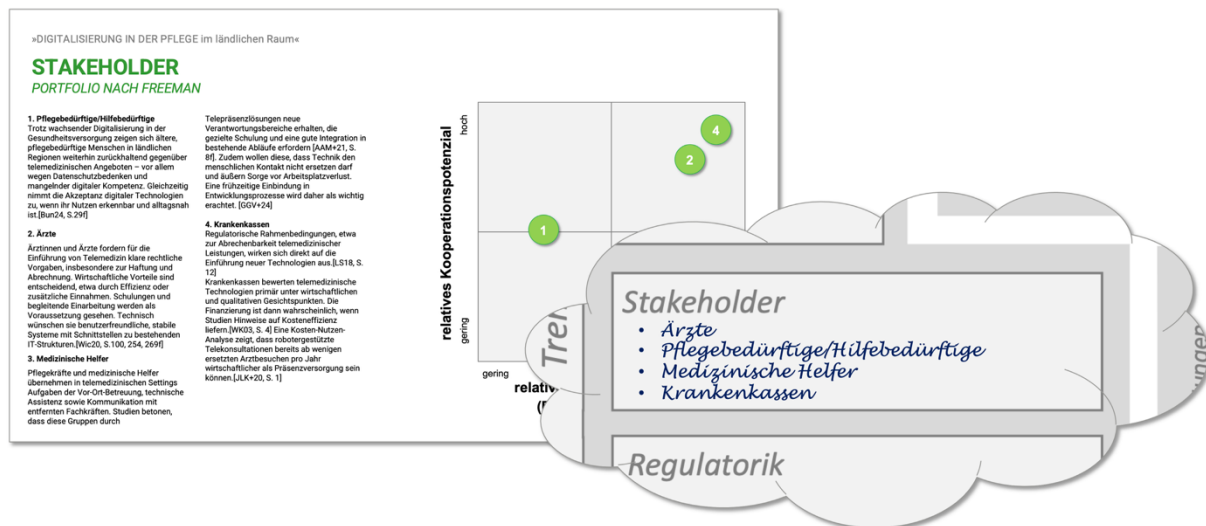 »DIGITALISIERUNG IN DER PFLEGE im ländlichen Raum«
STAKEHOLDER
PORTFOLIO NACH FREEMAN
1. Pflegebedürftige/Hilfebedürftige
Trotz wachsender Digitalisierung in der
Gesundheitsversorgung zeigen sich ältere,
pflegebedürftige Menschen in ländlichen
Regionen weiterhin zurückhaltend gegenüber
telemedizinischen Angeboten – vor allem
wegen Datenschutzbedenken und
mangelnder digitaler Kompetenz. Gleichzeitig
nimmt die Akzeptanz digitaler Technologien
zu, wenn ihr Nutzen erkennbar und alltagsnah
ist.[Bun24, S.29f]
2. Ärzte
Ärztinnen und Ärzte fordern für die
Einführung von Telemedizin klare rechtliche
Vorgaben, insbesondere zur Haftung und
Abrechnung. Wirtschaftliche Vorteile sind
entscheidend, etwa durch Effizienz oder
zusätzliche Einnahmen. Schulungen und
begleitende Einarbeitung werden als
Voraussetzung gesehen. Technisch
wünschen sie benutzerfreundliche, stabile
Systeme mit Schnittstellen zu bestehenden
IT-Strukturen.[Wic20, S.100, 254, 269f]
3. Medizinische Helfer
Pflegekräfte und medizinische Helfer
übernehmen in telemedizinischen Settings
Aufgaben der Vor-Ort-Betreuung, technische
Assistenz sowie Kommunikation mit
entfernten Fachkräften. Studien betonen,
dass diese Gruppen durch
Telepräsenzlösungen neue
Verantwortungsbereiche erhalten, die
gezielte Schulung und eine gute Integration in
bestehende Abläufe erfordern [AAM+21, S.
8f]. Zudem wollen diese, dass Technik den
menschlichen Kontakt nicht ersetzen darf
und äußern Sorge vor Arbeitsplatzverlust.
Eine frühzeitige Einbindung in
Entwicklungsprozesse wird daher als wichtig
erachtet. [GGV+24]
4. Krankenkassen
Regulatorische Rahmenbedingungen, etwa
zur Abrechenbarkeit telemedizinischer
Leistungen, wirken sich direkt auf die
Einführung neuer Technologien aus.[LS18, S.
12]
Krankenkassen bewerten telemedizinische
Technologien primär unter wirtschaftlichen
und qualitativen Gesichtspunkten. Die
Finanzierung ist dann wahrscheinlich, wenn
Studien Hinweise auf Kosteneffizienz
liefern.[WK03, S. 4] Eine Kosten-Nutzen-
Analyse zeigt, dass robotergestützte
Telekonsultationen bereits ab wenigen
ersetzten Arztbesuchen pro Jahr
wirtschaftlicher als Präsenzversorgung sein
können.[JLK+20, S. 1]
relatives Kooperationspotenzial
hoch
gering
4
2
1
gering
Stakeholder
• Ärzte
• Pflegebedürftige/Hilfebedürftige
• Medizinische Helfer
• Krankenkassen
Regulatorik